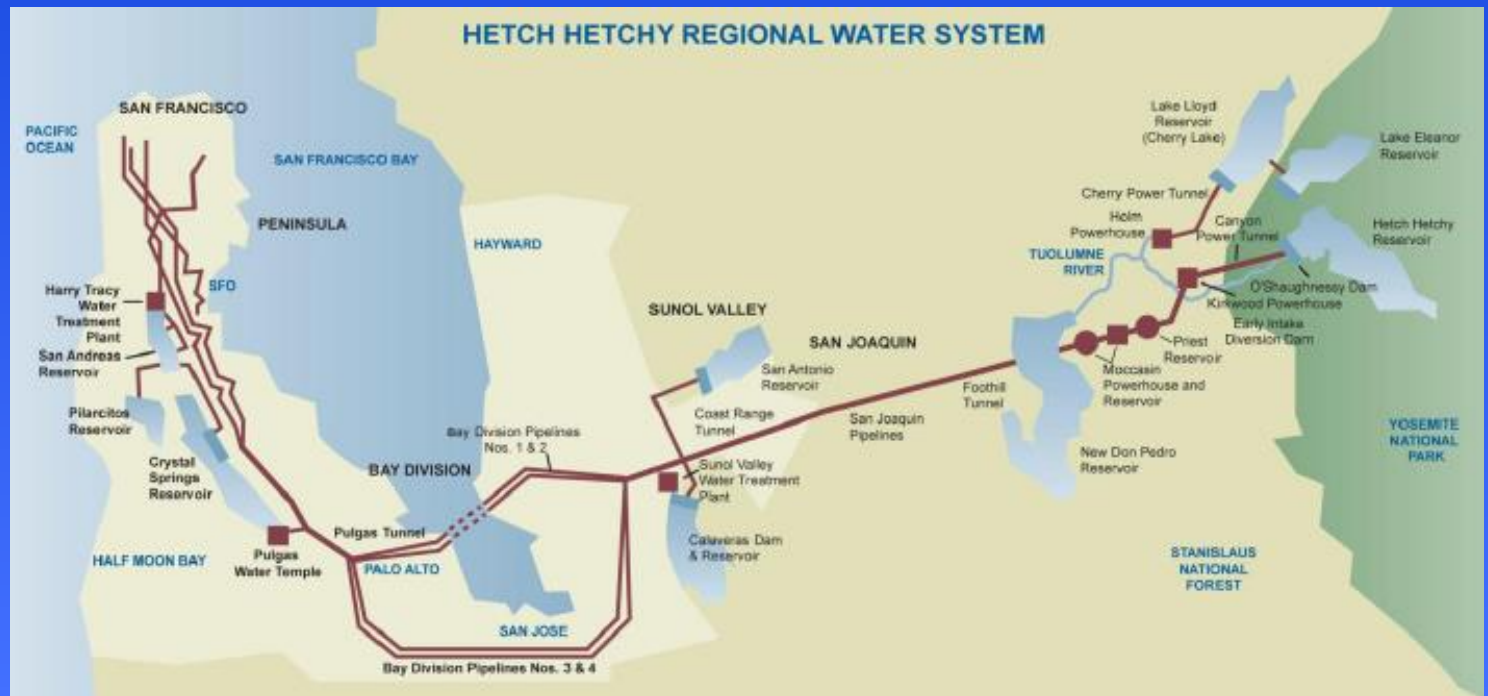 HETCH HETCHY REGIONAL WATER SYSTEM
SAN FRANCISCO
PACIFIC
OCEAN
SAN FRANCISCO BAY
PENINSULA
HAYWARD
SFO
Harry Tracy
Water
Treatment
Plant
San Andreas
Reservoir
Pilarcitos
Reservoir
Crystal
Springs
Reservoir
HALF MOON BAY
Pulgas
Water Temple
Pulgas Tunnel
PALO ALTO
BAY DIVISION
Bay Division Pipelines
Nos. 1 & 2
SAN JOSE
Bay Division Pipelines Nos. 3 & 4
SUNOL VALLEY
San Antonio
Reservoir
Coast Range
Tunnel
Sunol Valley
Water Treatment
Plant
Calaveras Dam
& Reservoir
SAN JOAQUIN
San Joaquin
Pipelines
Foothill
Tunnel
New Don Pedro
Reservoir
Moccasin
Powerhouse and
Reservoir
Priest
Reservoir
Early Intake
Diversion Dam
Kirkwood Powerhouse
O'Shaughnessy Dam
TUOLUMNE
RIVER
Holm
Powerhouse
Canyon
Power Tunnel
Cherry Power Tunnel
Lake Lloyd
Reservoir
(Cherry Lake)
Lake Eleanor
Reservoir
Hetch Hetchy
Reservoir
YOSEMITE
NATIONAL
PARK
STANISLAUS
NATIONAL
FOREST